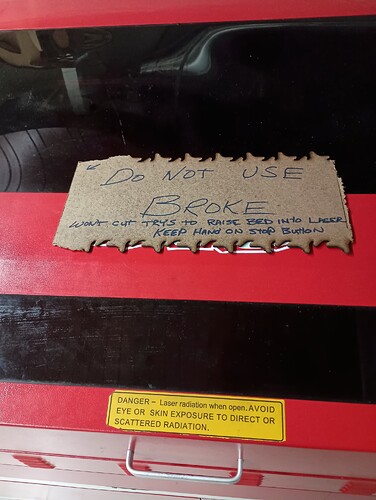 “ DO NOT USE
BROKE
WONT CUT TRYS TO RAISE BED INTO LASER
KEEP HAND ON STOP BUTTON
DANGER – Laser radiation when open.AVOID
EYE OR SKIN EXPOSURE TO DIRECT OR
SCATTERED RADIATION.